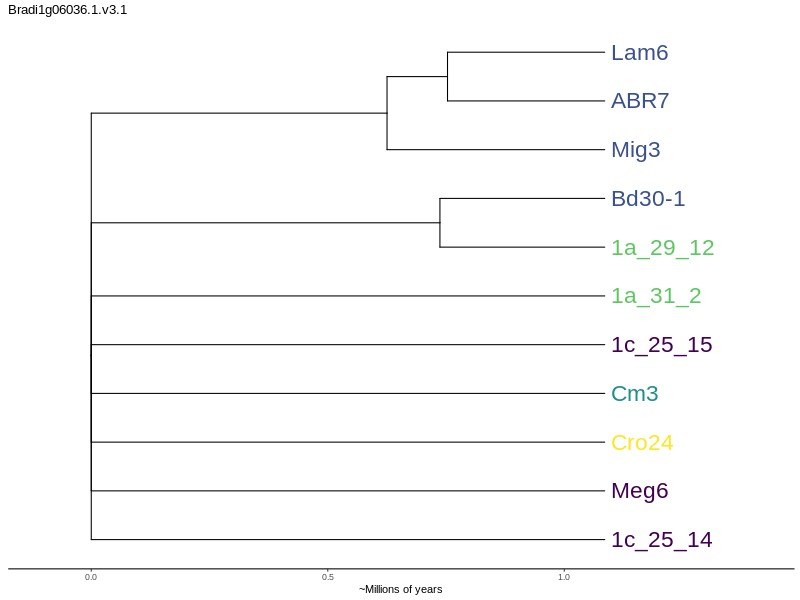 Bradi1g06036.1.v3.1
Lam6
ABR7
Mig3
Bd30-1
1a_29_12
1a_31_2
1c_25_15
Cm3
Cro24
Meg6
1c_25_14
0.0 0.5 1.0
~Millions of years